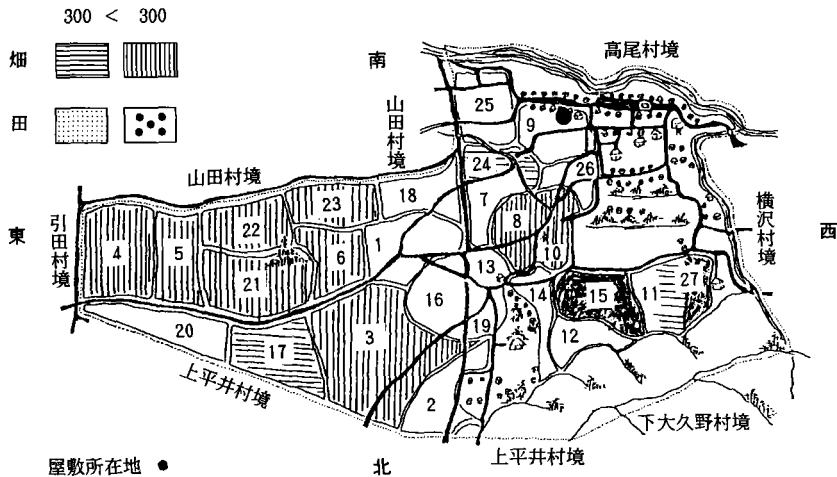 300 < 300
畑
田
南
高尾村境
山田村境
山田村境
東
引田村境
横沢村境
西
25
9
24
26
7
18
23
22
4
5
8
10
6
1
21
13
14
15
11
27
16
3
19
12
20
17
2
上平井村境
下大久野村境
上平井村境
屋敷所在地 ●
北